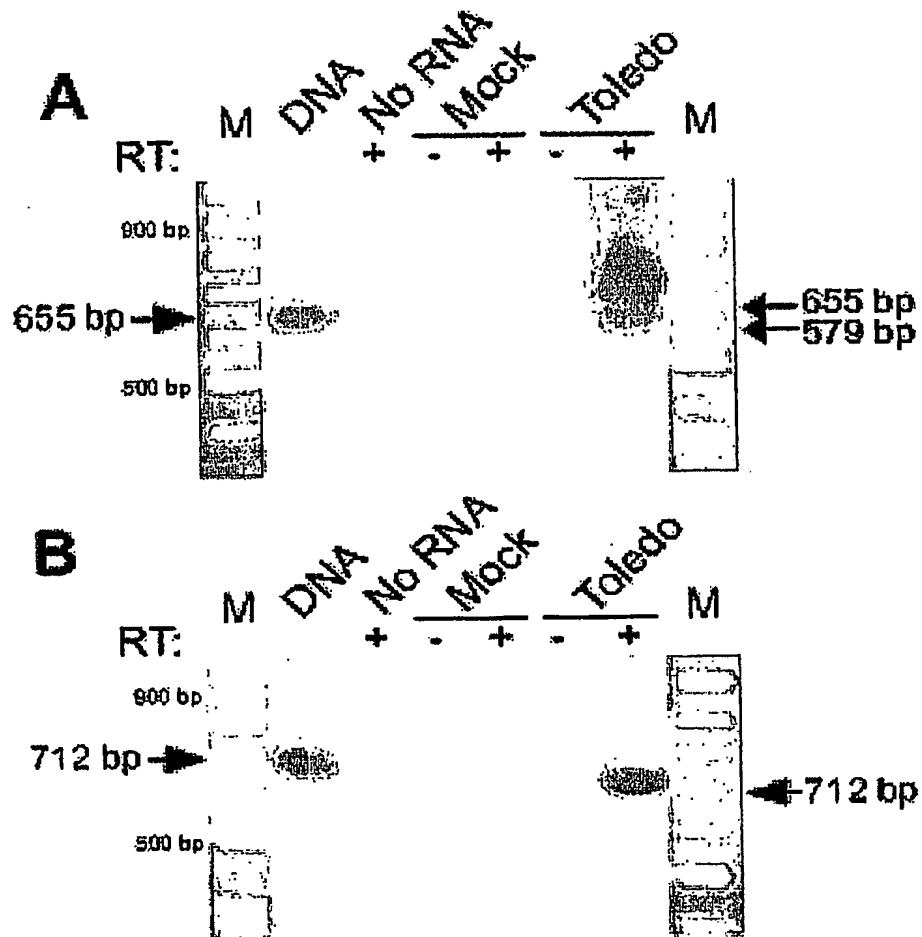 A
M DNA No RNA Mock Toledo M
RT: + - + - +
900 bp
655 bp
655 bp
579 bp
500 bp
B
M DNA No RNA Mock Toledo M
RT: + - + - +
900 bp
712 bp
712 bp
500 bp